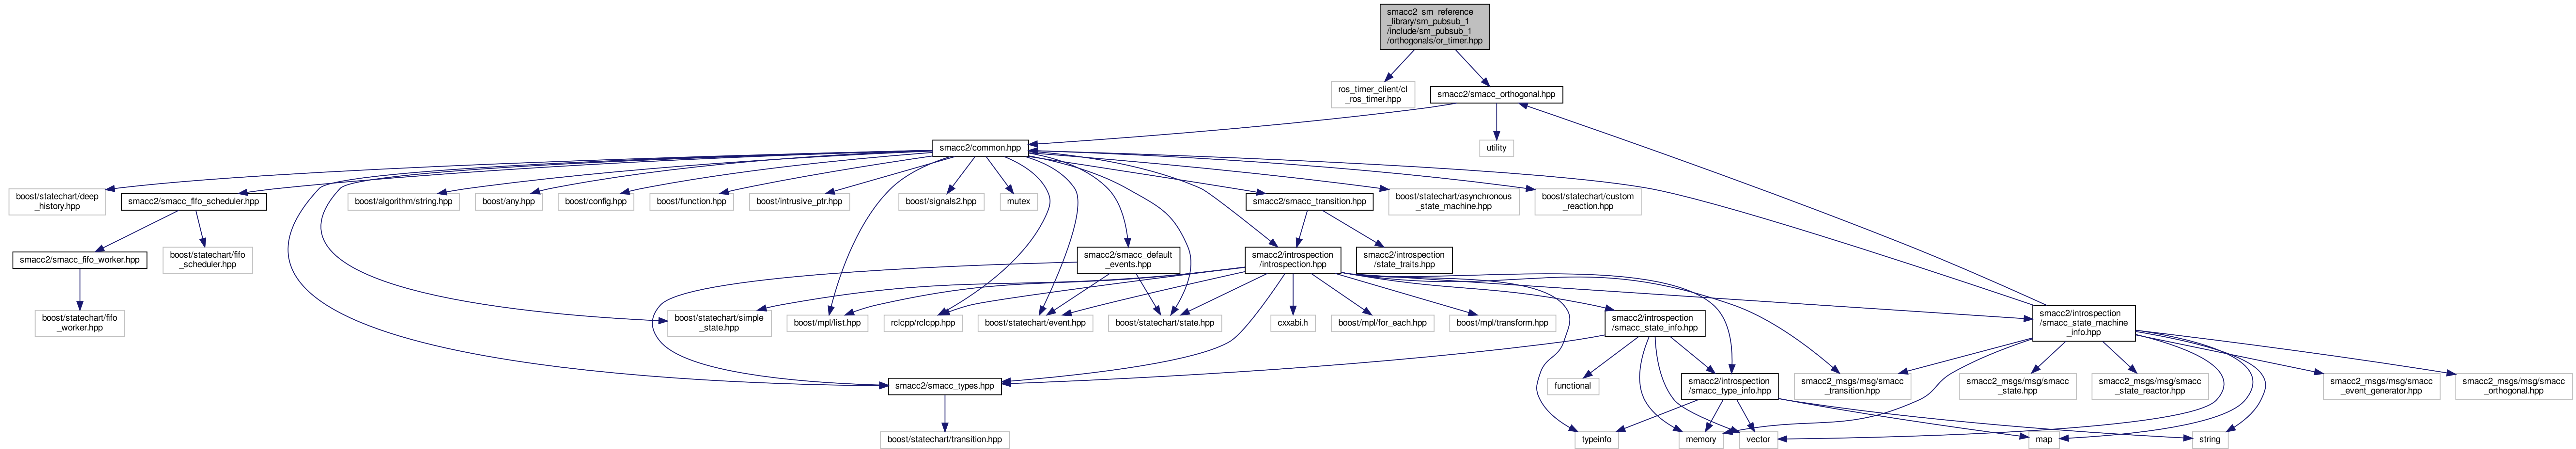 smacc2_sm_reference
_library/sm_pubsub_1
/include/sm_pubsub_1
/orthogonals/or_timer.hpp
ros_timer_client/cl
_ros_timer.hpp
smacc2/smacc_orthogonal.hpp
smacc2/common.hpp
utility
boost/statechart/deep
_history.hpp
smacc2/smacc_fifo_scheduler.hpp
boost/algorithm/string.hpp
boost/any.hpp
boost/config.hpp
boost/function.hpp
boost/intrusive_ptr.hpp
boost/signals2.hpp
mutex
smacc2/smacc_transition.hpp
boost/statechart/asynchronous
_state_machine.hpp
boost/statechart/custom
_reaction.hpp
smacc2/smacc_fifo_worker.hpp
boost/statechart/fifo
_scheduler.hpp
smacc2/smacc_default
_events.hpp
smacc2/introspection
/introspection.hpp
smacc2/introspection
/state_traits.hpp
boost/statechart/fifo
_worker.hpp
boost/statechart/simple
_state.hpp
boost/mpl/list.hpp
rclcpp/rclcpp.hpp
boost/statechart/event.hpp
boost/statechart/state.hpp
cxxabi.h
boost/mpl/for_each.hpp
boost/mpl/transform.hpp
smacc2/introspection
/smacc_state_info.hpp
smacc2/introspection
/smacc_state_machine
_info.hpp
smacc2/smacc_types.hpp
functional
smacc2/introspection
/smacc_type_info.hpp
smacc2_msgs/msg/smacc
_transition.hpp
smacc2_msgs/msg/smacc
_state.hpp
smacc2_msgs/msg/smacc
_state_reactor.hpp
smacc2_msgs/msg/smacc
_event_generator.hpp
smacc2_msgs/msg/smacc
_orthogonal.hpp
boost/statechart/transition.hpp
typeinfo
memory
vector
map
string